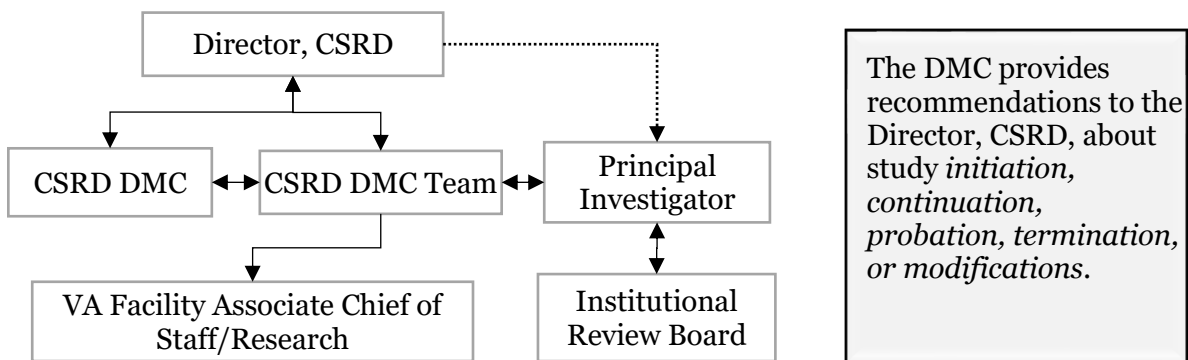 Director, CSRD
CSRD DMC
CSRD DMC Team
Principal
Investigator
VA Facility Associate Chief of
Staff/Research
Institutional
Review Board
The DMC provides
recommendations to the
Director, CSRD, about
study initiation,
continuation,
probation, termination,
or modifications.